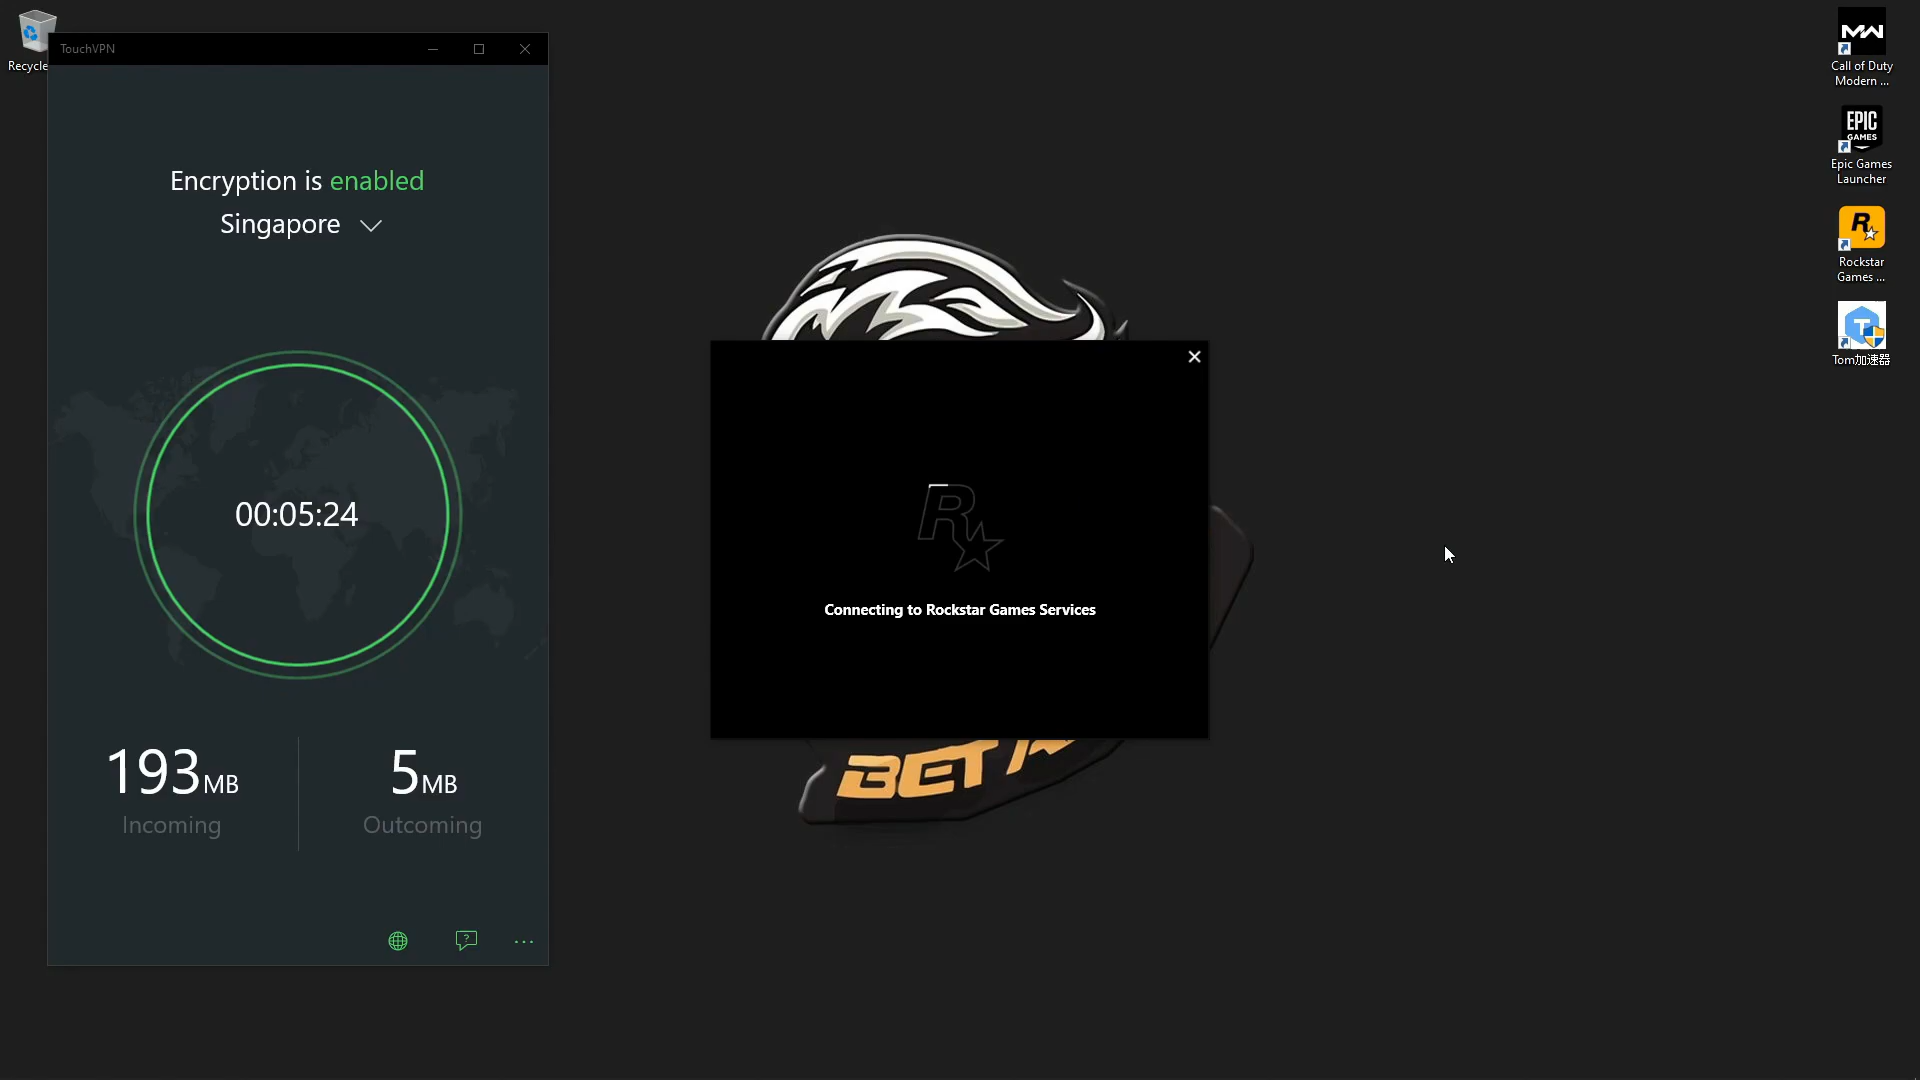 Recycle
TouchVPN
Encryption is enabled
Singapore
00:05:24
193MB
Incoming
5MB
Outcoming
Connecting to Rockstar Games Services
BET
MW
Call of Duty
Modern ...
EPIC
GAMES
Epic Games
Launcher
R
Rockstar
Games ...
T
Tom加速器